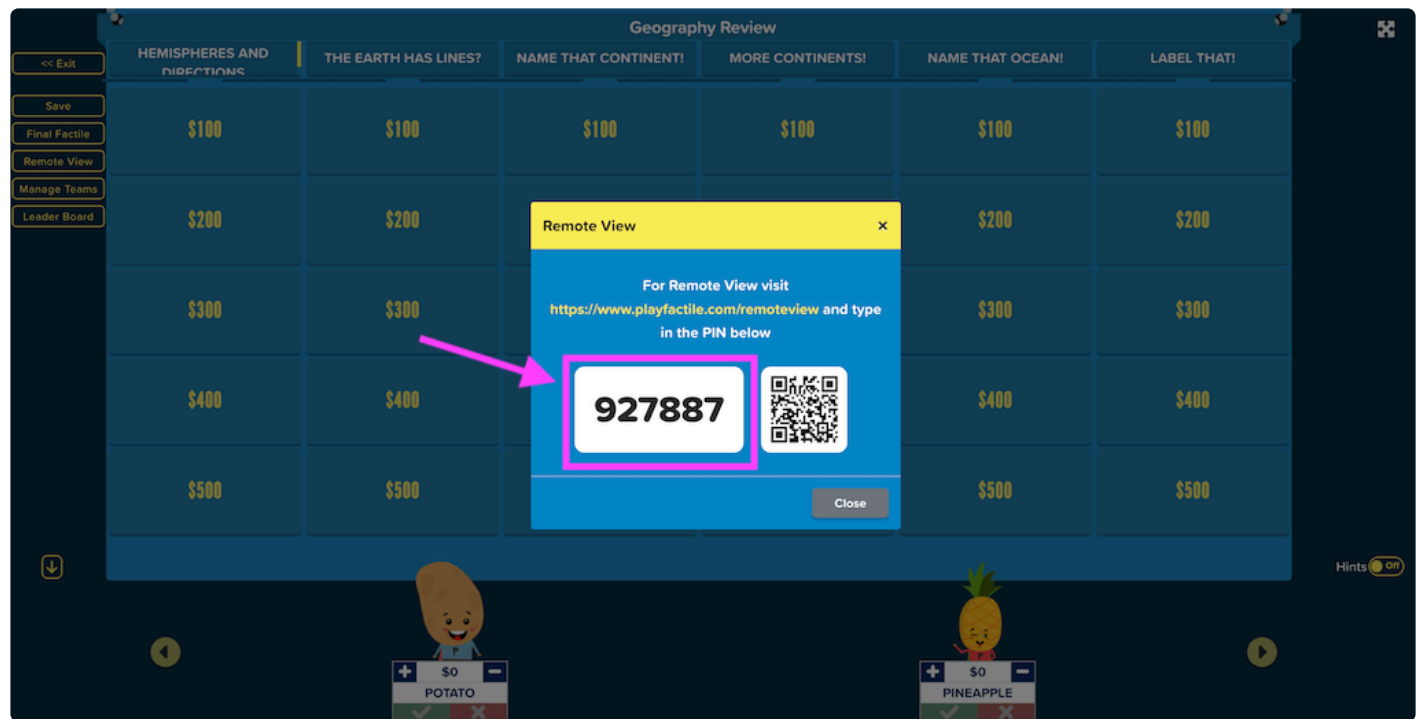 Geography Review
<< Exit
HEMISPHERES AND
DIRECTIONS
THE EARTH HAS LINES?
NAME THAT CONTINENT!
MORE CONTINENTS!
NAME THAT OCEAN!
LABEL THAT!
Save
Final Factile
Remote View
Manage Teams
Leader Board
$100 $100 $100 $100 $100 $100
$200 $200 $200 $200
Remote View ×
For Remote View visit
https://www.playfactile.com/remoteview and type
in the PIN below
$300 $300 $300 $300
927887
$400 $400 $400 $400
Close
$500 $500 $500 $500
Hints Off
P
P
+ $0 −
POTATO
+ $0 −
PINEAPPLE